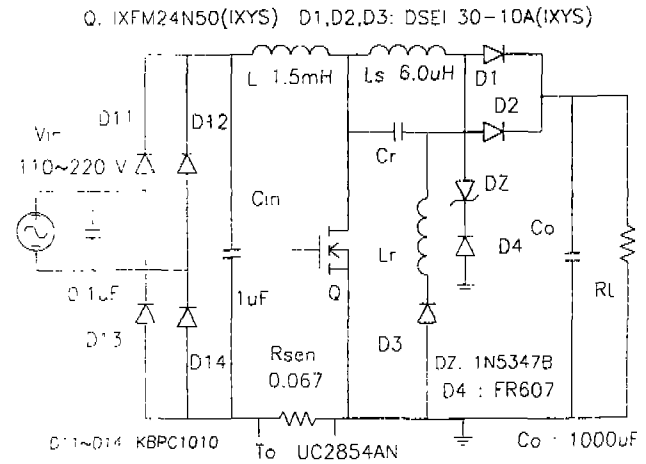 Q. IXFM24N50(IXYS) D1,D2,D3: DSEI 30-10A(IXYS)
L 1.5mH
Ls 6.0uH
D1
D11
D12
D2
Vin
110~220 V
Cr
DZ
Cin
Co
Lr
D4
Q
0.1uF
1uF
Rl
D13
D14
Rsen
0.067
D3
DZ. 1N5347B
D4 : FR607
D11~D14 KBPC1010
To UC2854AN
Co : 1000uF